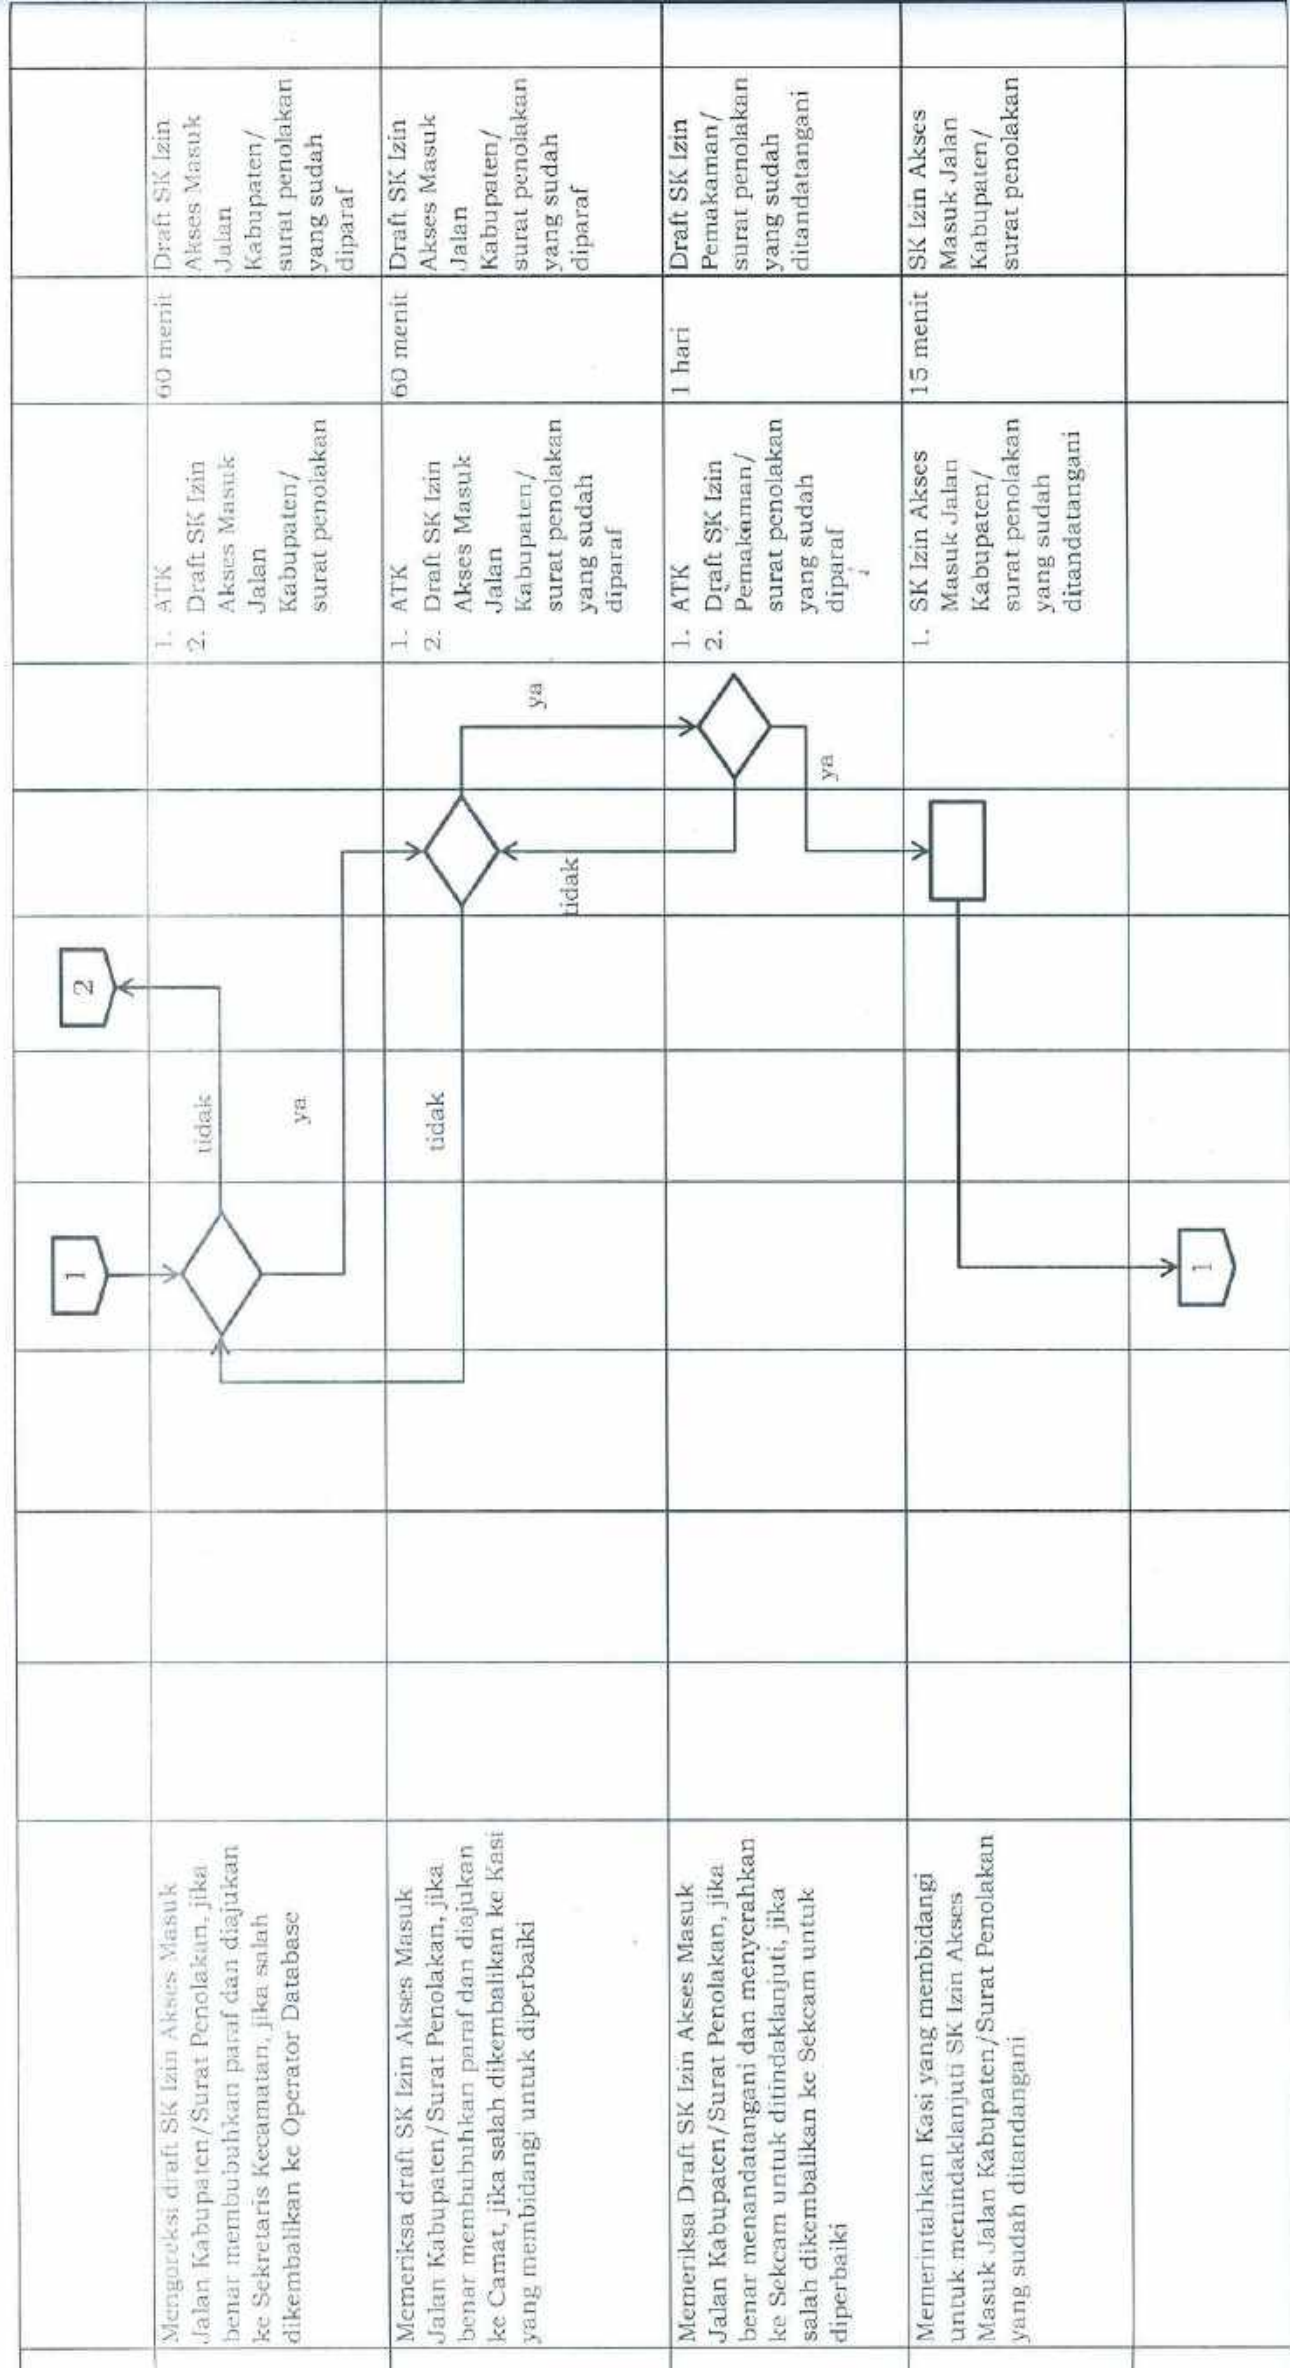 1
2
Mengoreksi draft SK Izin Akses Masuk
Jalan Kabupaten/Surat Penolakan, jika
benar membubuhkan paraf dan diajukan
ke Sekretaris Kecamatan, jika salah
dikembalikan ke Operator Database
tidak
ya
1. ATK
2. Draft SK Izin
Akses Masuk
Jalan
Kabupaten/
surat penolakan
60 menit
Draft SK Izin
Akses Masuk
Jalan
Kabupaten/
surat penolakan
yang sudah
diparaf
Memeriksa draft SK Izin Akses Masuk
Jalan Kabupaten/Surat Penolakan, jika
benar membubuhkan paraf dan diajukan
ke Camat, jika salah dikembalikan ke Kasi
yang membidangi untuk diperbaiki
tidak
tidak
ya
1. ATK
2. Draft SK Izin
Akses Masuk
Jalan
Kabupaten/
surat penolakan
yang sudah
diparaf
60 menit
Draft SK Izin
Akses Masuk
Jalan
Kabupaten/
surat penolakan
yang sudah
diparaf
Memeriksa Draft SK Izin Akses Masuk
Jalan Kabupaten/Surat Penolakan, jika
benar menandatangani dan menyerahkan
ke Sekcam untuk ditindaklanjuti, jika
salah dikembalikan ke Sekcam untuk
diperbaiki
ya
1. ATK
2. Draft SK Izin
Pemakaman/
surat penolakan
yang sudah
diparaf
1 hari
Draft SK Izin
Pemakaman/
surat penolakan
yang sudah
ditandatangani
Memerintahkan Kasi yang membidangi
untuk menindaklanjuti SK Izin Akses
Masuk Jalan Kabupaten/Surat Penolakan
yang sudah ditandangani
1. SK Izin Akses
Masuk Jalan
Kabupaten/
surat penolakan
yang sudah
ditandatangani
15 menit
SK Izin Akses
Masuk Jalan
Kabupaten/
surat penolakan
1